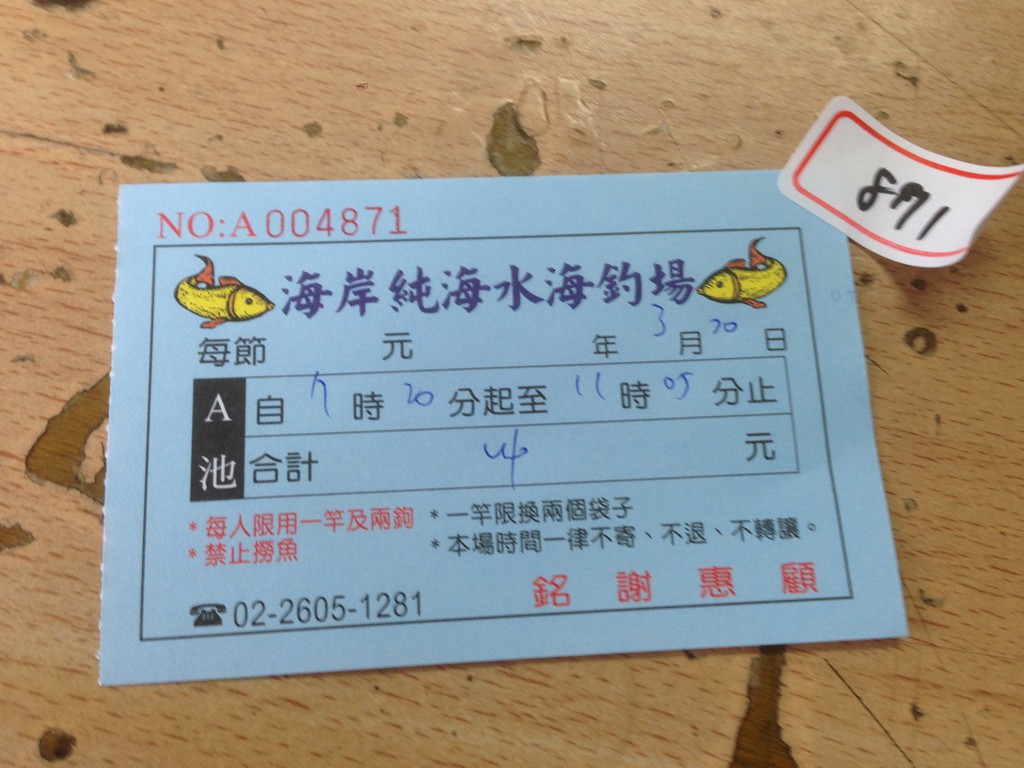 NO:A 004871
871
海岸純海水海釣場
每節 元 年 3 月 20 日
A池
自 7 時 20 分起至 11 時 05 分止
合計 4 元
*每人限用一竿及兩鉤
*禁止撈魚
*一竿限換兩個袋子
*本場時間一律不寄、不退、不轉讓。
☎02-2605-1281
銘謝惠顧